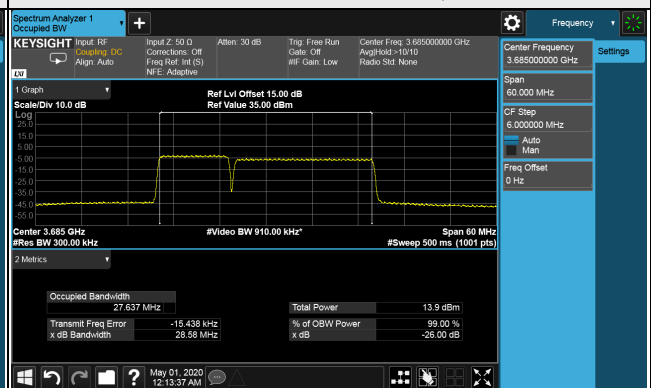 Spectrum Analyzer 1
Occupied BW
Frequency
KEYSIGHT
Input: RF
Coupling: DC
Align: Auto
Input Z: 50 Ω
Corrections: Off
Freq Ref: Int (S)
NFE: Adaptive
Atten: 30 dB
Trig: Free Run
Gate: Off
#IF Gain: Low
Center Freq: 3.685000000 GHz
Avg|Hold:>10/10
Radio Std: None
LXI
Center Frequency
3.685000000 GHz
Settings
Span
60.000 MHz
CF Step
6.000000 MHz
Auto
Man
Freq Offset
0 Hz
1 Graph
Scale/Div 10.0 dB
Ref Lvl Offset 15.00 dB
Ref Value 35.00 dBm
Log
25.0
15.0
5.00
-5.00
-15.0
-25.0
-35.0
-45.0
-55.0
Center 3.685 GHz
#Video BW 910.00 kHz*
Span 60 MHz
#Res BW 300.00 kHz
#Sweep 500 ms (1001 pts)
2 Metrics
Occupied Bandwidth
27.637 MHz
Total Power
13.9 dBm
Transmit Freq Error
-15.438 kHz
% of OBW Power
99.00 %
x dB Bandwidth
28.58 MHz
x dB
-26.00 dB
May 01, 2020
12:13:37 AM